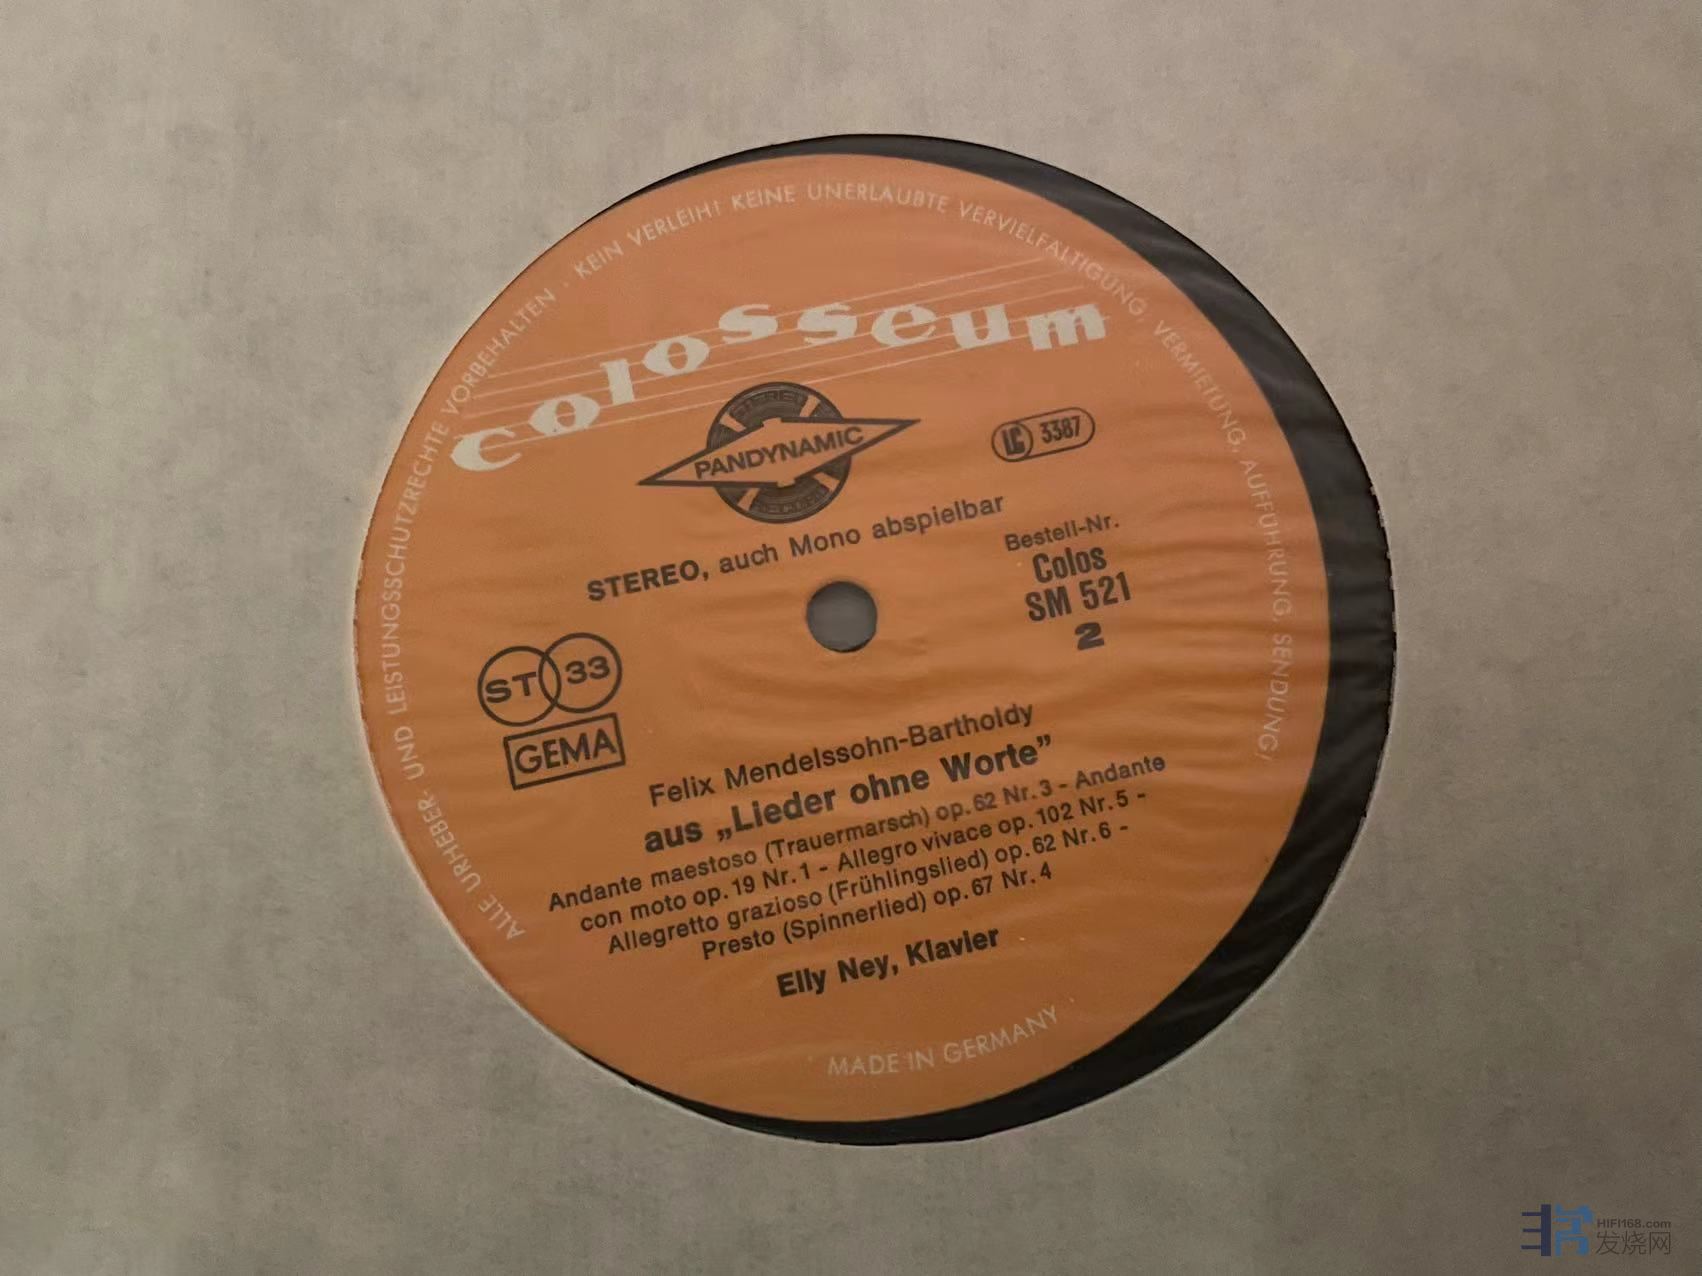 ALLE URHEBER- UND LEISTUNGSSCHUTZRECHTE VORBEHALTEN · KEIN VERLEIH! KEINE UNERLAUBTE VERVIELFÄLTIGUNG, VERMIETUNG, AUFFÜHRUNG, SENDUNG,
colosseum
STEREO
PANDYNAMIC
LC 3387
STEREO, auch Mono abspielbar
Bestell-Nr.
Colos
SM 521
2
ST 33
GEMA
Felix Mendelssohn-Bartholdy
aus „Lieder ohne Worte”
Andante maestoso (Trauermarsch) op. 62 Nr. 3 - Andante
con moto op. 19 Nr. 1 - Allegro vivace op. 102 Nr. 5 -
Allegretto grazioso (Frühlingslied) op. 62 Nr. 6 -
Presto (Spinnerlied) op. 67 Nr. 4
Elly Ney, Klavier
MADE IN GERMANY
HIFI168.com
发烧网